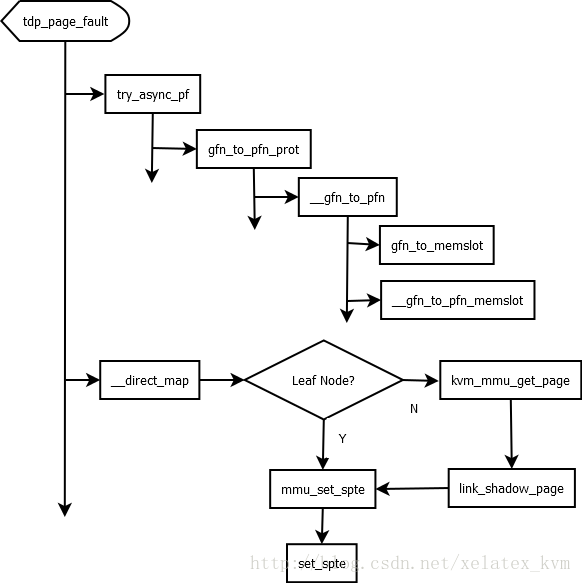 tdp_page_fault
try_async_pf
gfn_to_pfn_prot
__gfn_to_pfn
gfn_to_memslot
__gfn_to_pfn_memslot
__direct_map
Leaf Node?
kvm_mmu_get_page
N
Y
mmu_set_spte
link_shadow_page
set_spte
http://blog.csdn.net/xelatex_kvm